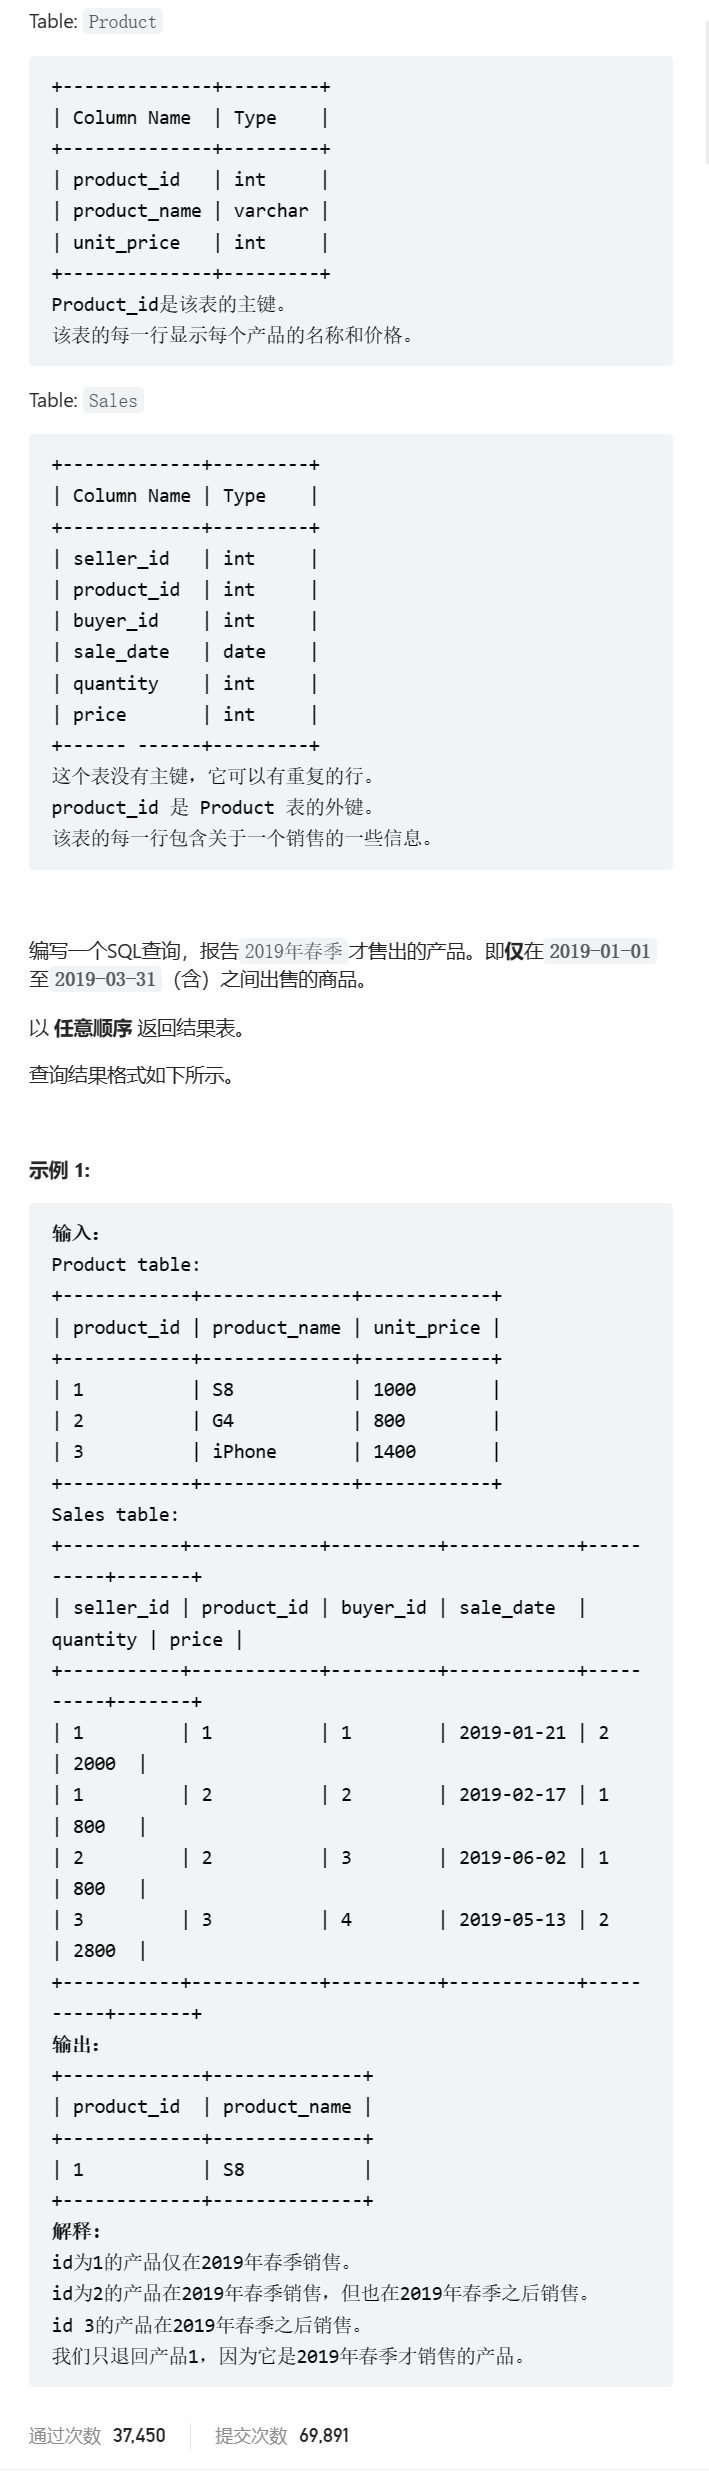 Table: Product
+--------------+---------+
| Column Name  | Type    |
+--------------+---------+
| product_id   | int     |
| product_name | varchar |
| unit_price   | int     |
+--------------+---------+
Product_id是该表的主键。
该表的每一行显示每个产品的名称和价格。
Table: Sales
+-------------+---------+
| Column Name | Type    |
+-------------+---------+
| seller_id   | int     |
| product_id  | int     |
| buyer_id    | int     |
| sale_date   | date    |
| quantity    | int     |
| price       | int     |
+------ ------+---------+
这个表没有主键，它可以有重复的行。
product_id 是 Product 表的外键。
该表的每一行包含关于一个销售的一些信息。
编写一个SQL查询，报告 2019年春季 才售出的产品。即仅在 2019-01-01
至 2019-03-31 （含）之间出售的商品。
以 任意顺序 返回结果表。
查询结果格式如下所示。
示例 1:
输入：
Product table:
+------------+--------------+------------+
| product_id | product_name | unit_price |
+------------+--------------+------------+
| 1          | S8           | 1000       |
| 2          | G4           | 800        |
| 3          | iPhone       | 1400       |
+------------+--------------+------------+
Sales table:
+-----------+------------+----------+------------+-----
-----+-------+
| seller_id | product_id | buyer_id | sale_date  |
quantity | price |
+-----------+------------+----------+------------+-----
-----+-------+
| 1         | 1          | 1        | 2019-01-21 | 2
| 2000  |
| 1         | 2          | 2        | 2019-02-17 | 1
| 800   |
| 2         | 2          | 3        | 2019-06-02 | 1
| 800   |
| 3         | 3          | 4        | 2019-05-13 | 2
| 2800  |
+-----------+------------+----------+------------+-----
-----+-------+
输出：
+-------------+--------------+
| product_id  | product_name |
+-------------+--------------+
| 1           | S8           |
+-------------+--------------+
解释：
id为1的产品仅在2019年春季销售。
id为2的产品在2019年春季销售，但也在2019年春季之后销售。
id 3的产品在2019年春季之后销售。
我们只退回产品1，因为它是2019年春季才销售的产品。
通过次数 37,450 提交次数 69,891